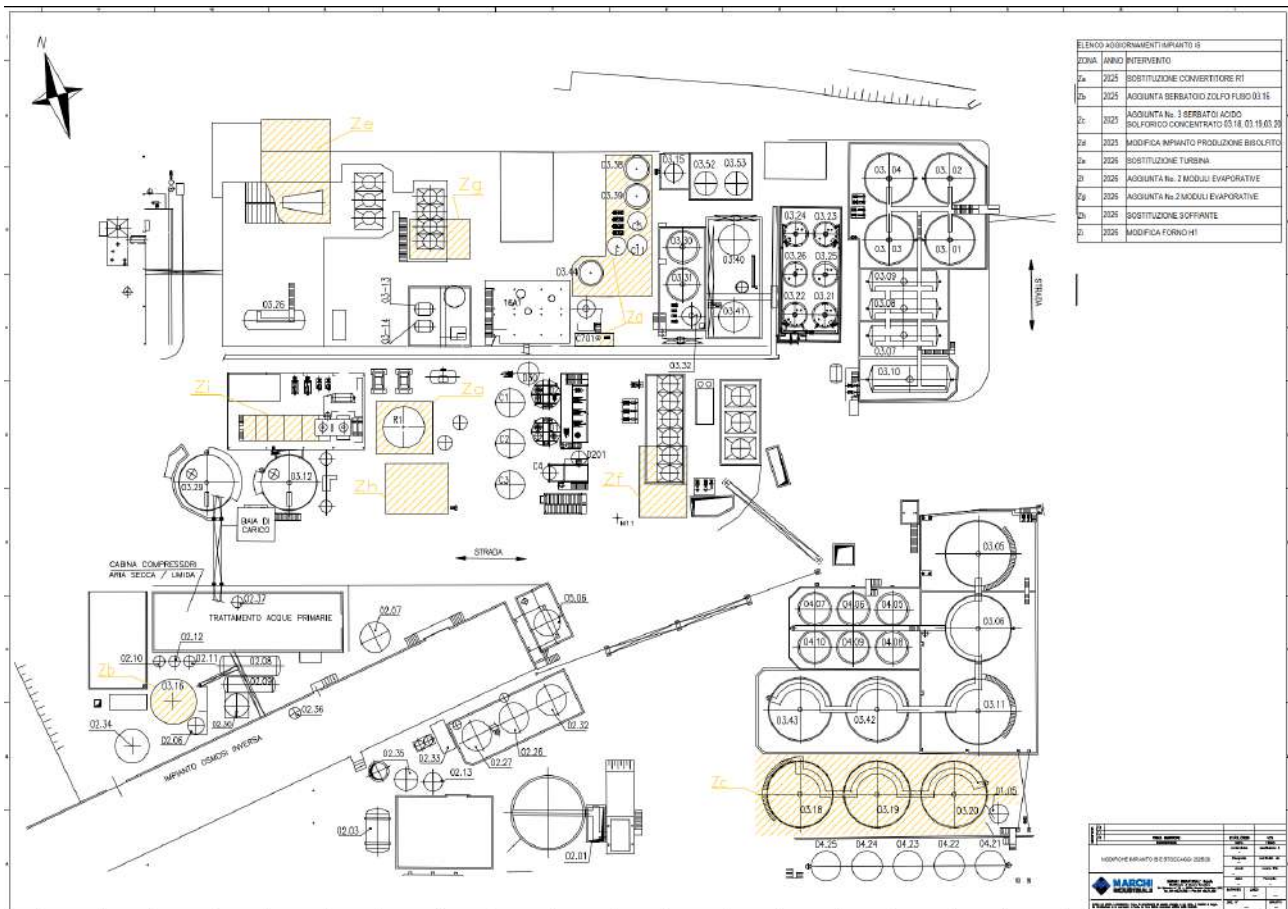 N
ELENCO AGGIORNAMENTI IMPIANTO IS
ZONA ANNO INTERVENTO
Za 2025 SOSTITUZIONE CONVERTITORE R1
Zb 2025 AGGIUNTA SERBATOIO ZOLFO FUSO 03.16
Zc 2025 AGGIUNTA No. 3 SERBATOI ACIDO
SOLFORICO CONCENTRATO 03.18, 03.19, 03.20
Zd 2025 MODIFICA IMPIANTO PRODUZIONE BISOLFITO
Ze 2026 SOSTITUZIONE TURBINA
Zf 2026 AGGIUNTA No. 2 MODULI EVAPORATIVE
Zg 2026 AGGIUNTA No.2 MODULI EVAPORATIVE
Zh 2026 SOSTITUZIONE SOFFIANTE
Zi 2026 MODIFICA FORNO H1
Ze
Zg
03.38
03.39
03.15
03.52
03.53
03.04
03.02
03.03
03.01
03.24
03.23
03.26
03.25
03.22
03.21
03.30
03.31
03.40
03.41
03.44
03.26
03-13
03-14
16A1
C701
03.32
03.09
03.08
03.07
03.10
STRADA
Zi
Za
R1
C1
C2
C3
D201
Zh
Zf
03.29
03.12
BAIA DI
CARICO
STRADA
CABINA COMPRESSORI
ARIA SECCA / UMIDA
TRATTAMENTO ACQUE PRIMARIE
02.37
02.07
05.06
02.12
02.10
02.11
02.08
02.09
Zb
03.16
02.34
02.06
02.30
02.36
IMPIANTO OSMOSI INVERSA
02.32
02.26
02.27
02.33
02.35
02.13
02.03
02.01
03.05
03.06
03.11
04.07
04.06
04.05
04.10
04.09
04.08
03.43
03.42
Zc
03.18
03.19
03.20
01.05
04.25
04.24
04.23
04.22
04.21
MODIFICHE IMPIANTO IS E STOCCAGGI 2025/26
MARCHI
INDUSTRIALE